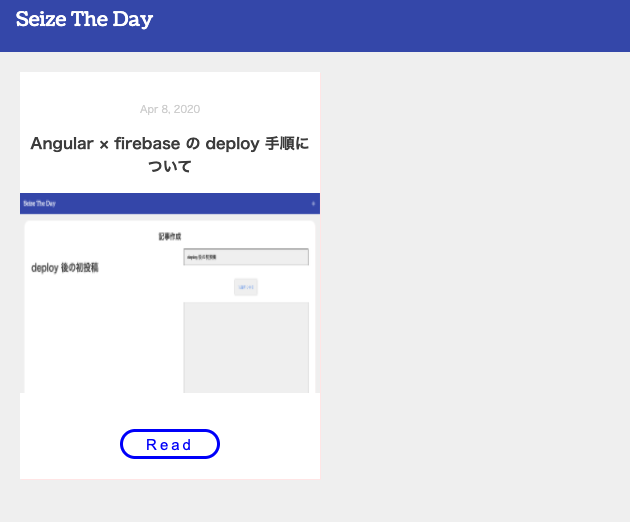 Seize The Day
Apr 8, 2020
Angular × firebase の deploy 手順に
ついて
Seize The Day
記事作成
deploy 後の初投稿
deploy 後の初投稿
Read